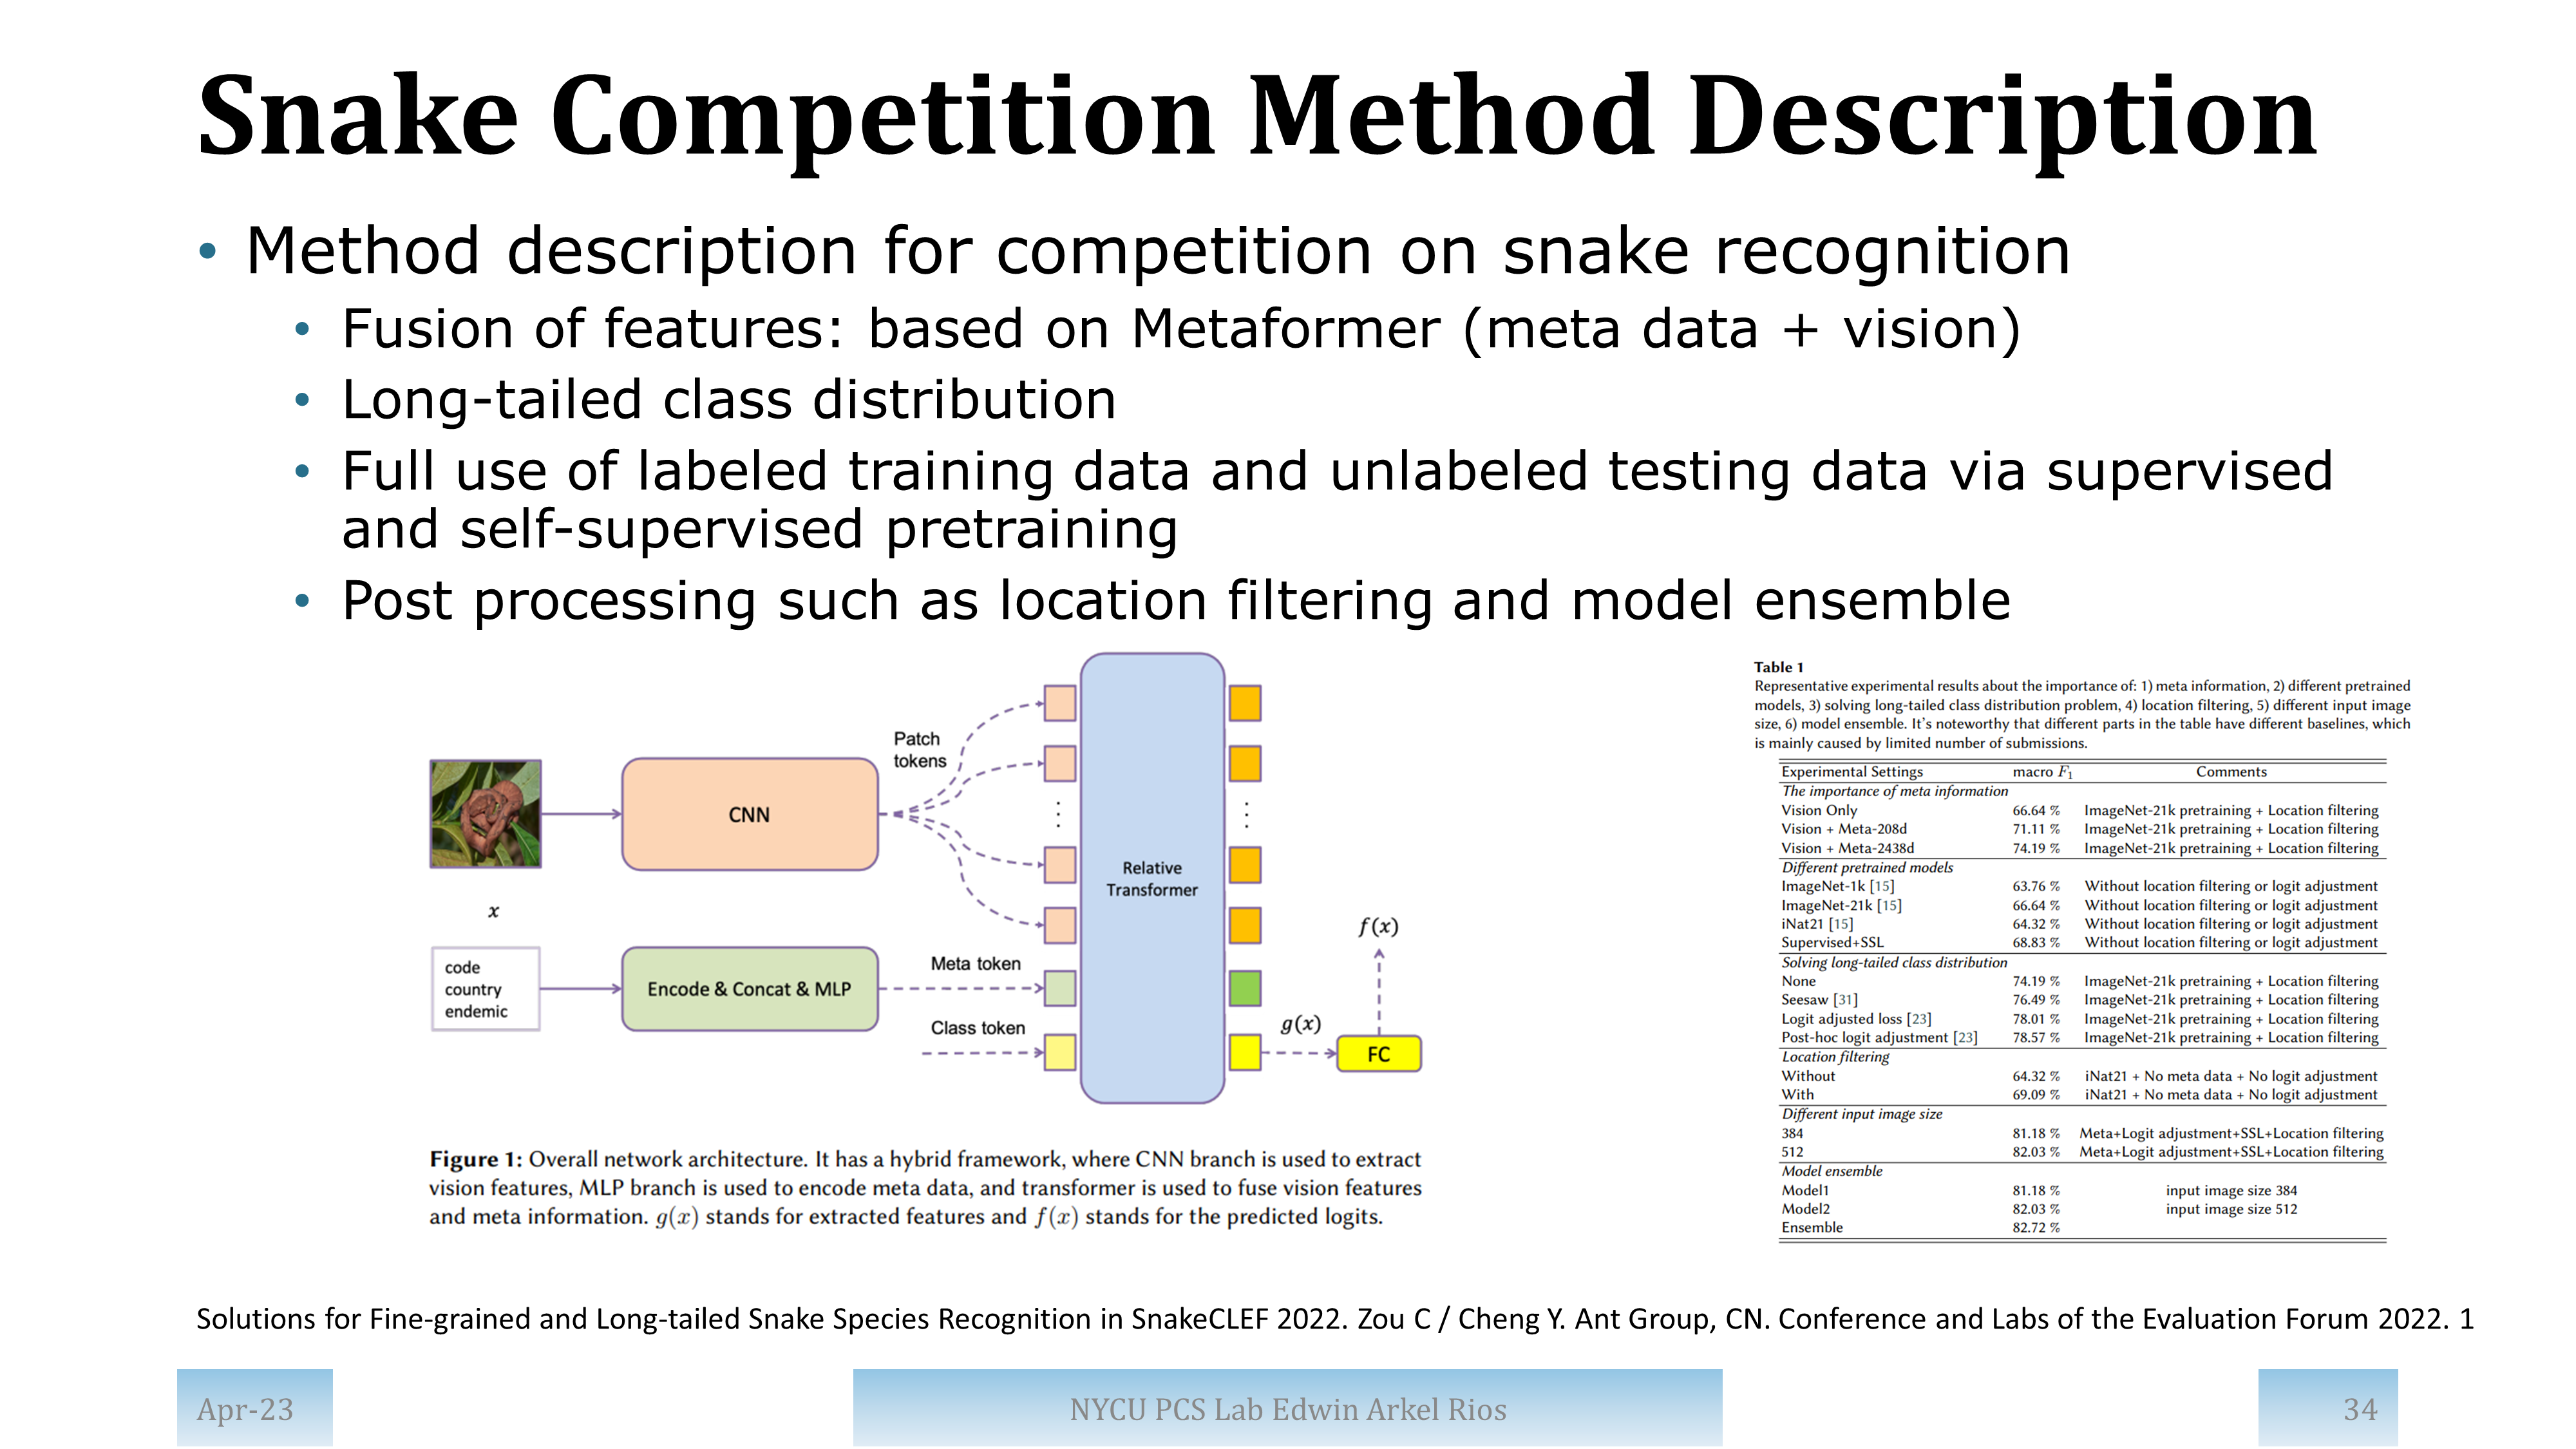 Snake Competition Method Description
• Method description for competition on snake recognition
• Fusion of features: based on Metaformer (meta data + vision)
• Long-tailed class distribution
• Full use of labeled training data and unlabeled testing data via supervised
and self-supervised pretraining
• Post processing such as location filtering and model ensemble
Patch
tokens
CNN
Relative
Transformer
x
code
country
endemic
Encode & Concat & MLP
Meta token
Class token
g(x)
f(x)
FC
Figure 1: Overall network architecture. It has a hybrid framework, where CNN branch is used to extract
vision features, MLP branch is used to encode meta data, and transformer is used to fuse vision features
and meta information. g(x) stands for extracted features and f(x) stands for the predicted logits.
Table 1
Representative experimental results about the importance of: 1) meta information, 2) different pretrained
models, 3) solving long-tailed class distribution problem, 4) location filtering, 5) different input image
size, 6) model ensemble. It's noteworthy that different parts in the table have different baselines, which
is mainly caused by limited number of submissions.
Experimental Settings macro F1 Comments
The importance of meta information
Vision Only 66.64 % ImageNet-21k pretraining + Location filtering
Vision + Meta-208d 71.11 % ImageNet-21k pretraining + Location filtering
Vision + Meta-2438d 74.19 % ImageNet-21k pretraining + Location filtering
Different pretrained models
ImageNet-1k [15] 63.76 % Without location filtering or logit adjustment
ImageNet-21k [15] 66.64 % Without location filtering or logit adjustment
iNat21 [15] 64.32 % Without location filtering or logit adjustment
Supervised+SSL 68.83 % Without location filtering or logit adjustment
Solving long-tailed class distribution
None 74.19 % ImageNet-21k pretraining + Location filtering
Seesaw [31] 76.49 % ImageNet-21k pretraining + Location filtering
Logit adjusted loss [23] 78.01 % ImageNet-21k pretraining + Location filtering
Post-hoc logit adjustment [23] 78.57 % ImageNet-21k pretraining + Location filtering
Location filtering
Without 64.32 % iNat21 + No meta data + No logit adjustment
With 69.09 % iNat21 + No meta data + No logit adjustment
Different input image size
384 81.18 % Meta+Logit adjustment+SSL+Location filtering
512 82.03 % Meta+Logit adjustment+SSL+Location filtering
Model ensemble
Model1 81.18 % input image size 384
Model2 82.03 % input image size 512
Ensemble 82.72 %
Solutions for Fine-grained and Long-tailed Snake Species Recognition in SnakeCLEF 2022. Zou C / Cheng Y. Ant Group, CN. Conference and Labs of the Evaluation Forum 2022. 1
Apr-23
NYCU PCS Lab Edwin Arkel Rios
34